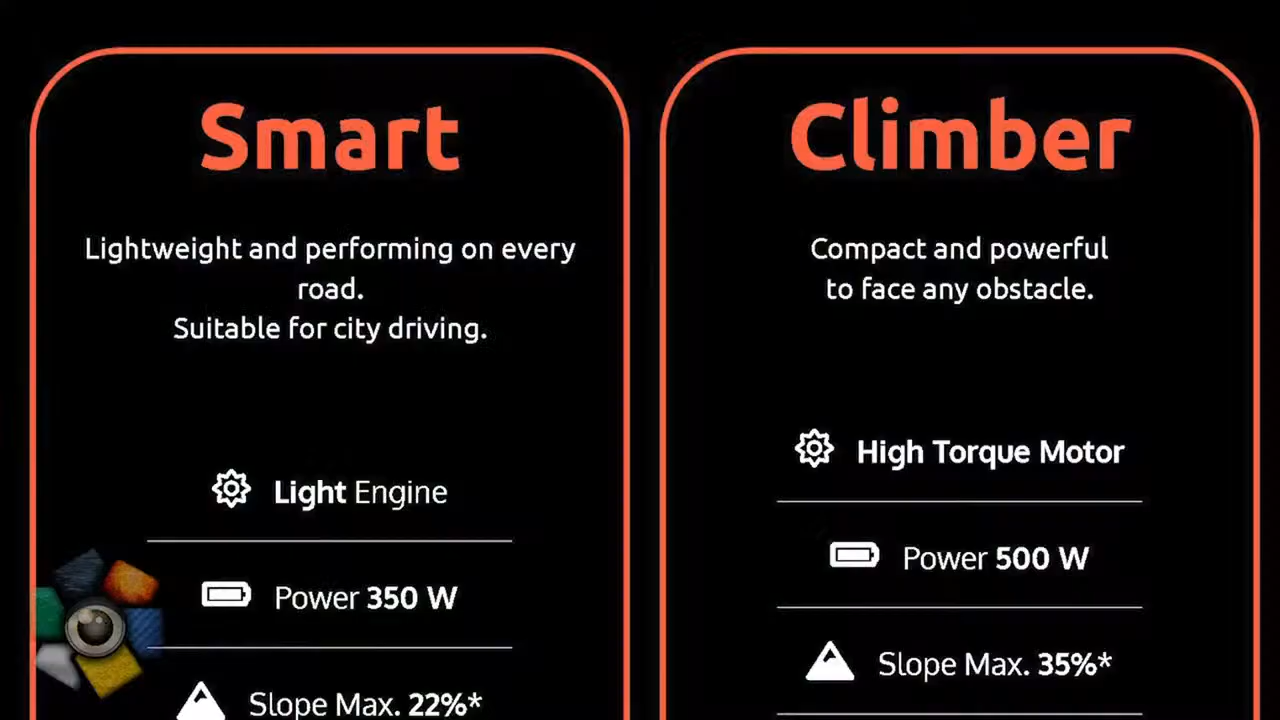 Smart
Lightweight and performing on every
road.
Suitable for city driving.
Light Engine
Power 350 W
Slope Max. 22%*
Climber
Compact and powerful
to face any obstacle.
High Torque Motor
Power 500 W
Slope Max. 35%*